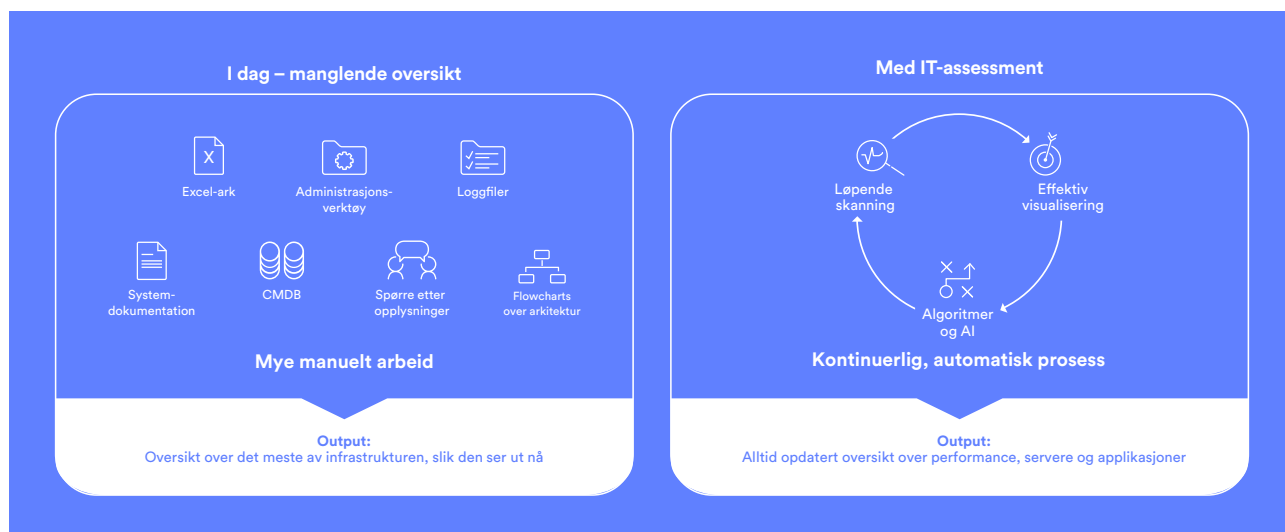 I dag – manglende oversikt
X
Excel-ark
Administrasjons-
verktøy
Loggfiler
System-
dokumentation
CMDB
Spørre etter
opplysninger
Flowcharts
over arkitektur
Mye manuelt arbeid
Output:
Oversikt over det meste av infrastrukturen, slik den ser ut nå
Med IT-assessment
Løpende
skanning
Effektiv
visualisering
Algoritmer
og AI
Kontinuerlig, automatisk prosess
Output:
Alltid opdatert oversikt over performance, servere og applikasjoner